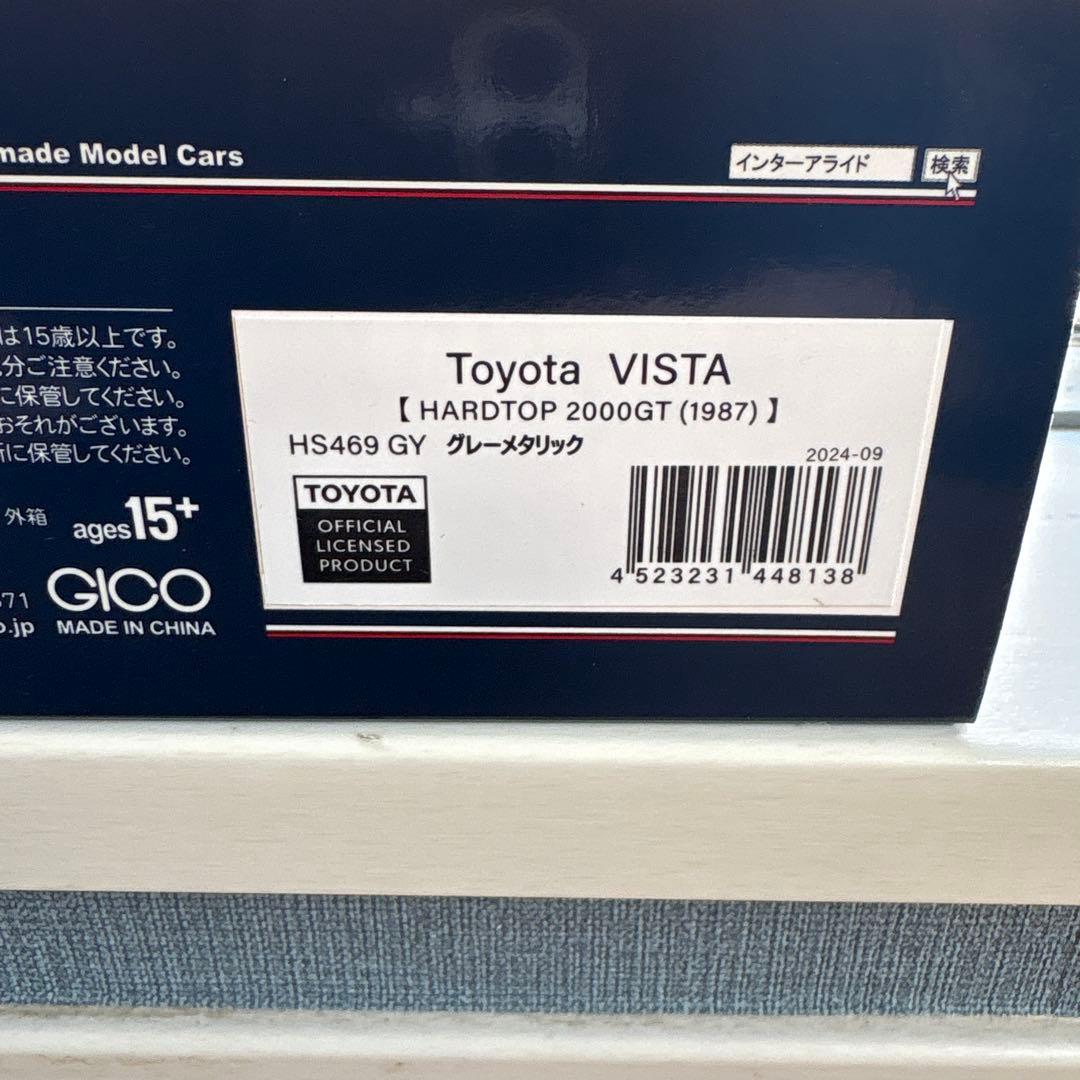 made Model Cars
インターアライド 検索
は15歳以上です。
分ご注意ください。
に保管してください。
おそれがございます。
に保管してください。
外箱
ages15+
71
GICO
.jp MADE IN CHINA
Toyota VISTA
【 HARDTOP 2000GT (1987) 】
HS469 GY グレーメタリック
2024-09
TOYOTA
OFFICIAL
LICENSED
PRODUCT
4 523231 448138